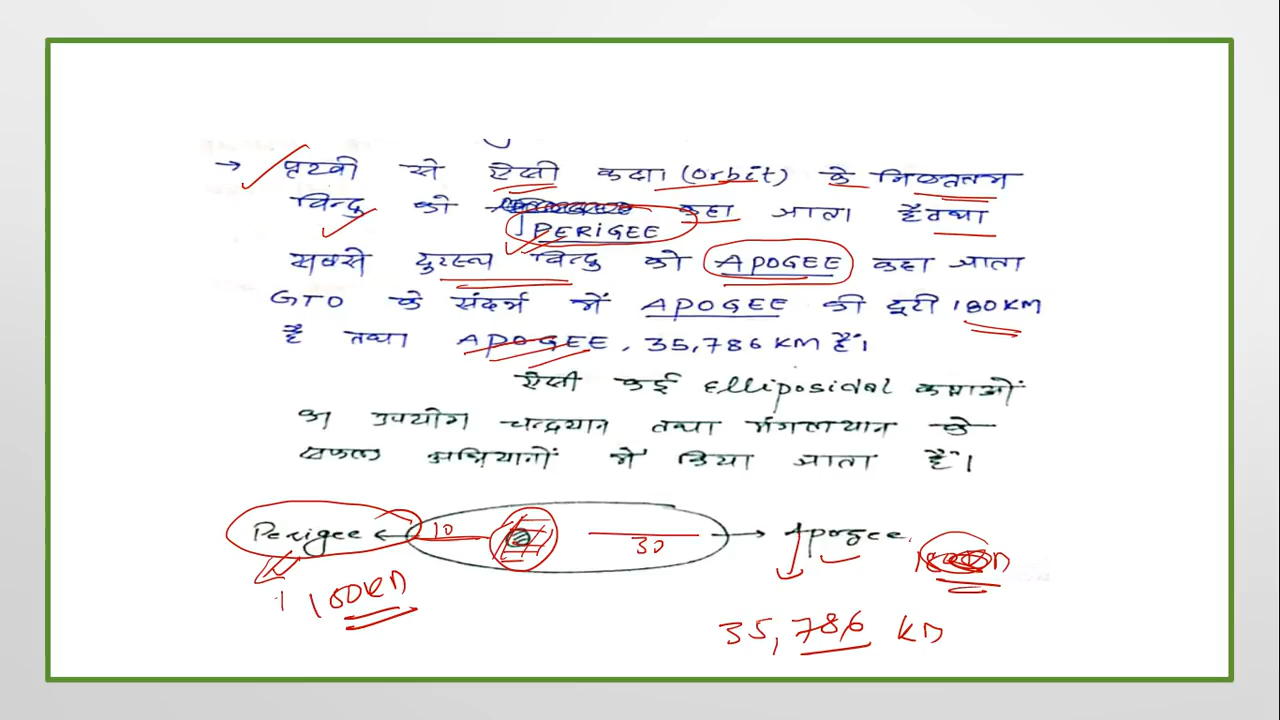 → पृथ्वी से ऐसी कक्षा (orbit) के निकटतम
बिन्दु को PERIGEE कहा जाता है तथा
सबसे दुरस्थ बिन्दु को APOGEE कहा जाता
GTO के संदर्भ में APOGEE की दूरी 180 KM
है तथा APOGEE, 35,786 KM हैं।
ऐसी कई elliposidal कक्षाओं
का उपयोग चन्द्रयान तथा मंगलयान के
सफल अभियानों में किया जाता हैं।
Perigee ← 10 30 → Apogee
180KM
35,786 KM